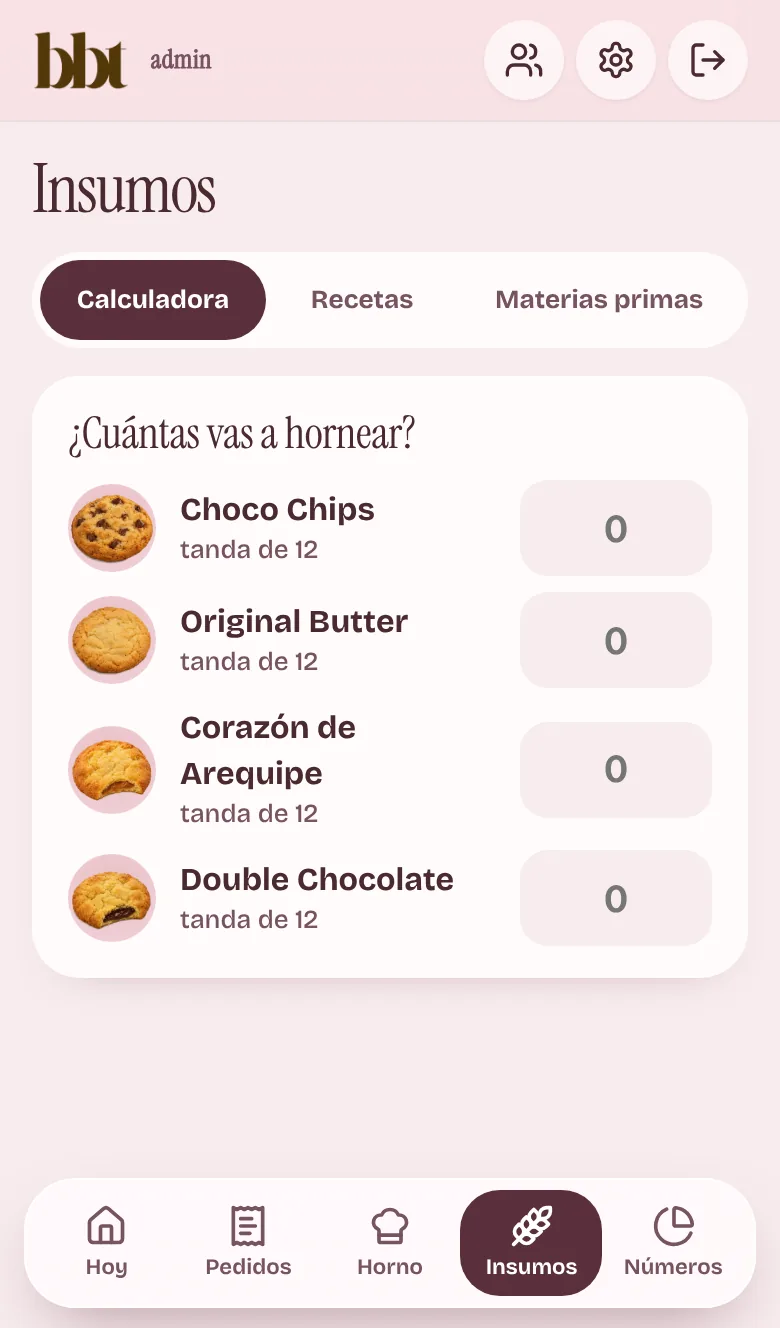 bbt admin
Insumos
Calculadora Recetas Materias primas
¿Cuántas vas a hornear?
Choco Chips
tanda de 12
0
Original Butter
tanda de 12
0
Corazón de
Arequipe
tanda de 12
0
Double Chocolate
tanda de 12
0
Hoy Pedidos Horno Insumos Números